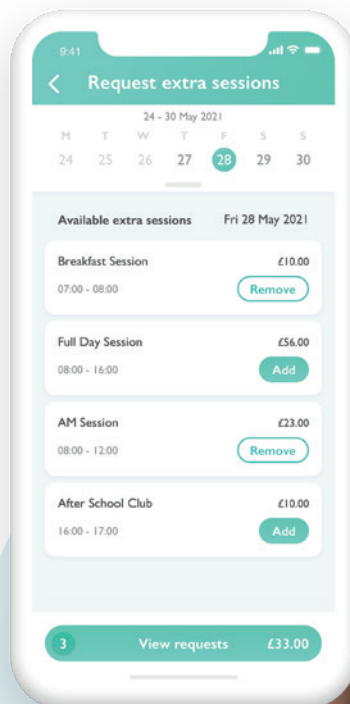 9:41
Request extra sessions
24 - 30 May 2021
M T W T F S S
24 25 26 27 28 29 30
Available extra sessions Fri 28 May 2021
Breakfast Session £10.00
07:00 - 08:00 Remove
Full Day Session £56.00
08:00 - 16:00 Add
AM Session £23.00
08:00 - 12:00 Remove
After School Club £10.00
16:00 - 17:00 Add
3 View requests £33.00